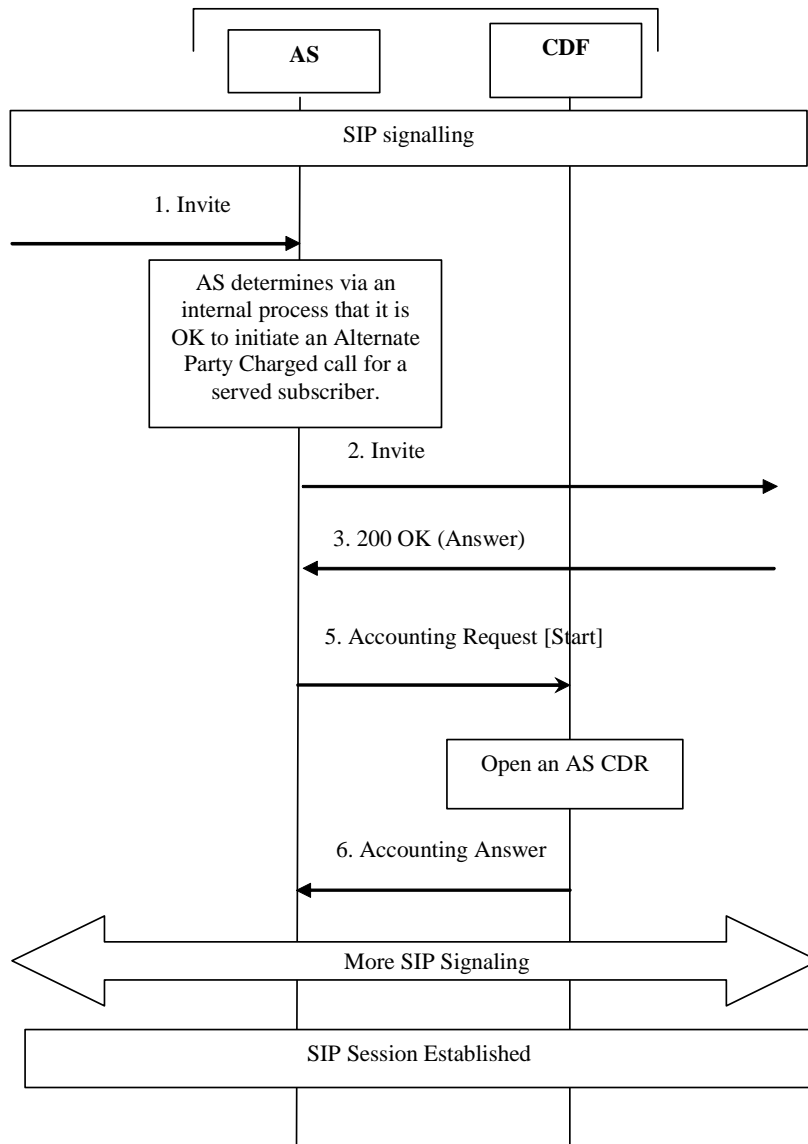 AS
CDF
SIP signalling
1. Invite
AS determines via an
internal process that it is
OK to initiate an Alternate
Party Charged call for a
served subscriber.
2. Invite
3. 200 OK (Answer)
5. Accounting Request [Start]
Open an AS CDR
6. Accounting Answer
More SIP Signaling
SIP Session Established